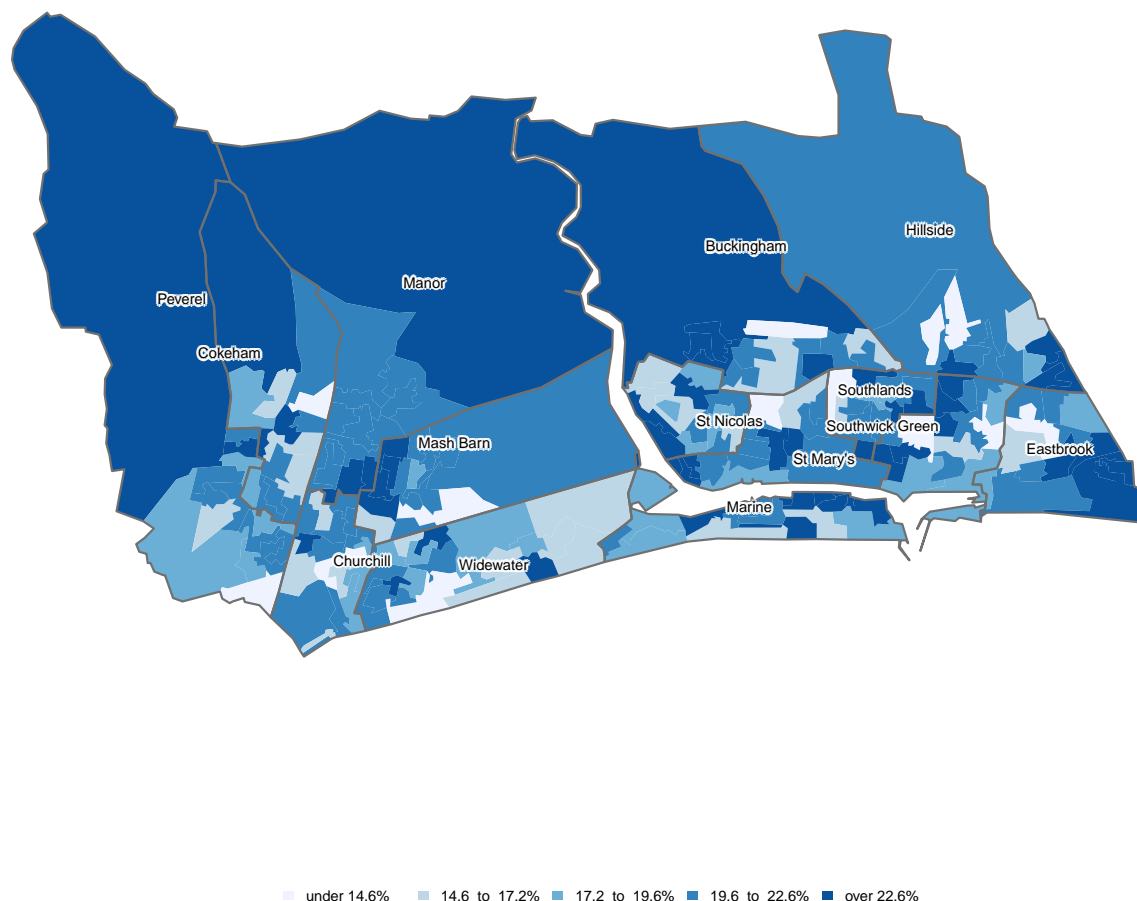 Hillside
Buckingham
Manor
Peverel
Cokeham
Southlands
St Nicolas
Southwick Green
Mash Barn
Eastbrook
St Mary's
Marine
Churchill
Widewater
under 14.6% 14.6 to 17.2% 17.2 to 19.6% 19.6 to 22.6% over 22.6%